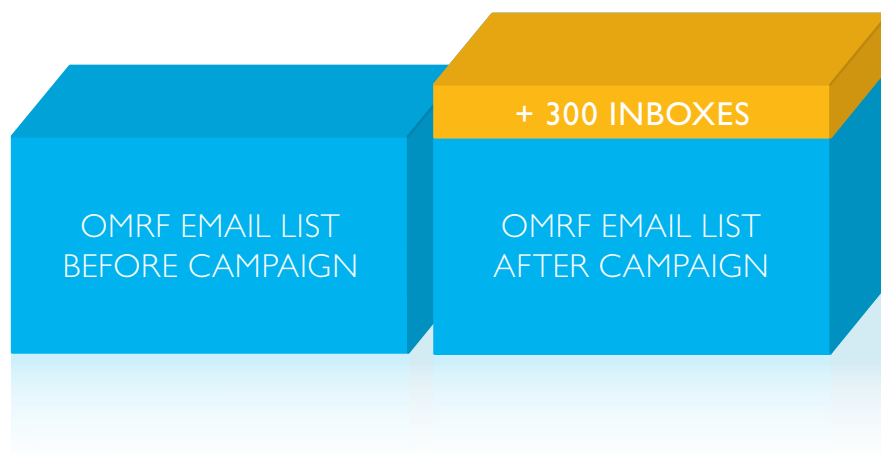 + 300 INBOXES
OMRF EMAIL LIST
BEFORE CAMPAIGN
OMRF EMAIL LIST
AFTER CAMPAIGN